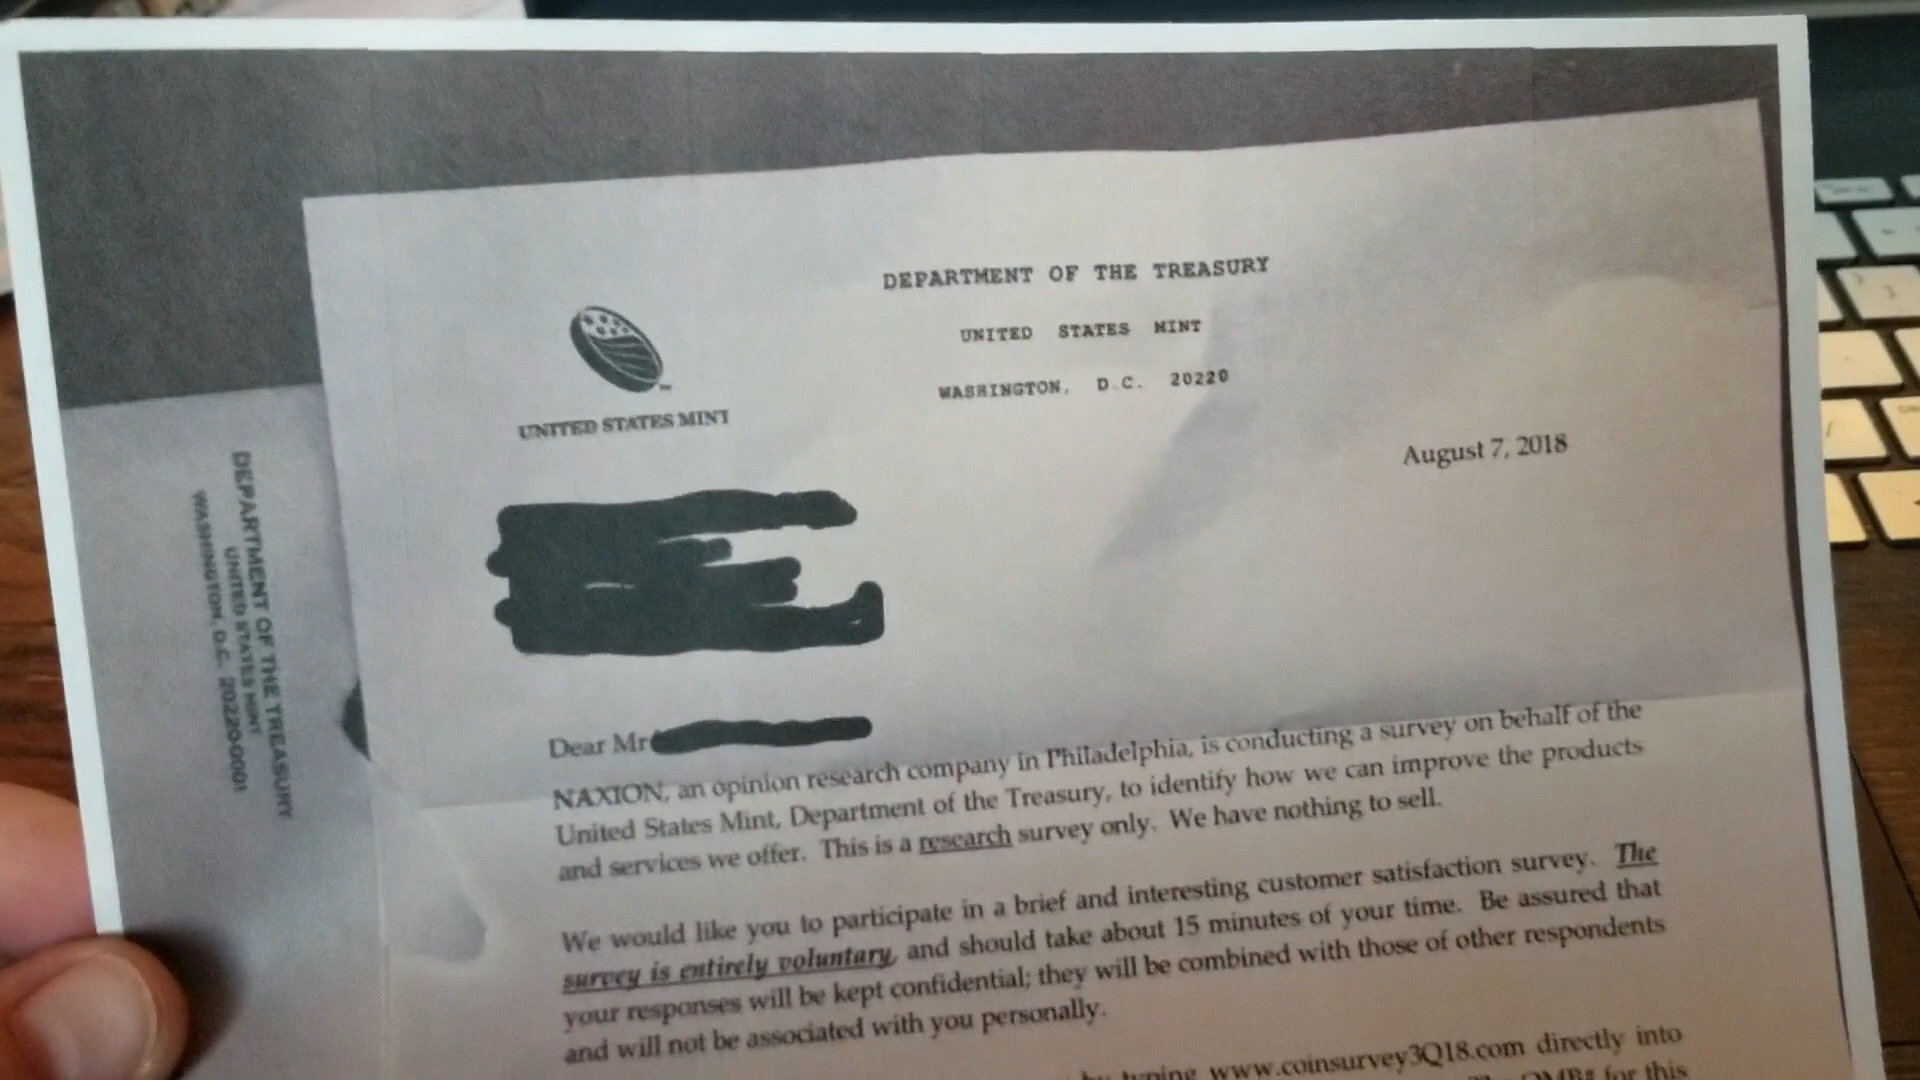 DEPARTMENT OF THE TREASURY
UNITED STATES MINT
WASHINGTON, D.C. 20220
UNITED STATES MINT
August 7, 2018
DEPARTMENT OF THE TREASURY
UNITED STATES MINT
WASHINGTON, D.C. 20220-0001
Dear Mr
NAXION, an opinion research company in Philadelphia, is conducting a survey on behalf of the
United States Mint, Department of the Treasury, to identify how we can improve the products
and services we offer. This is a research survey only. We have nothing to sell.
We would like you to participate in a brief and interesting customer satisfaction survey. The
survey is entirely voluntary, and should take about 15 minutes of your time. Be assured that
your responses will be kept confidential; they will be combined with those of other respondents
and will not be associated with you personally.
by typing www.coinsurvey3Q18.com directly into
OMB# for this